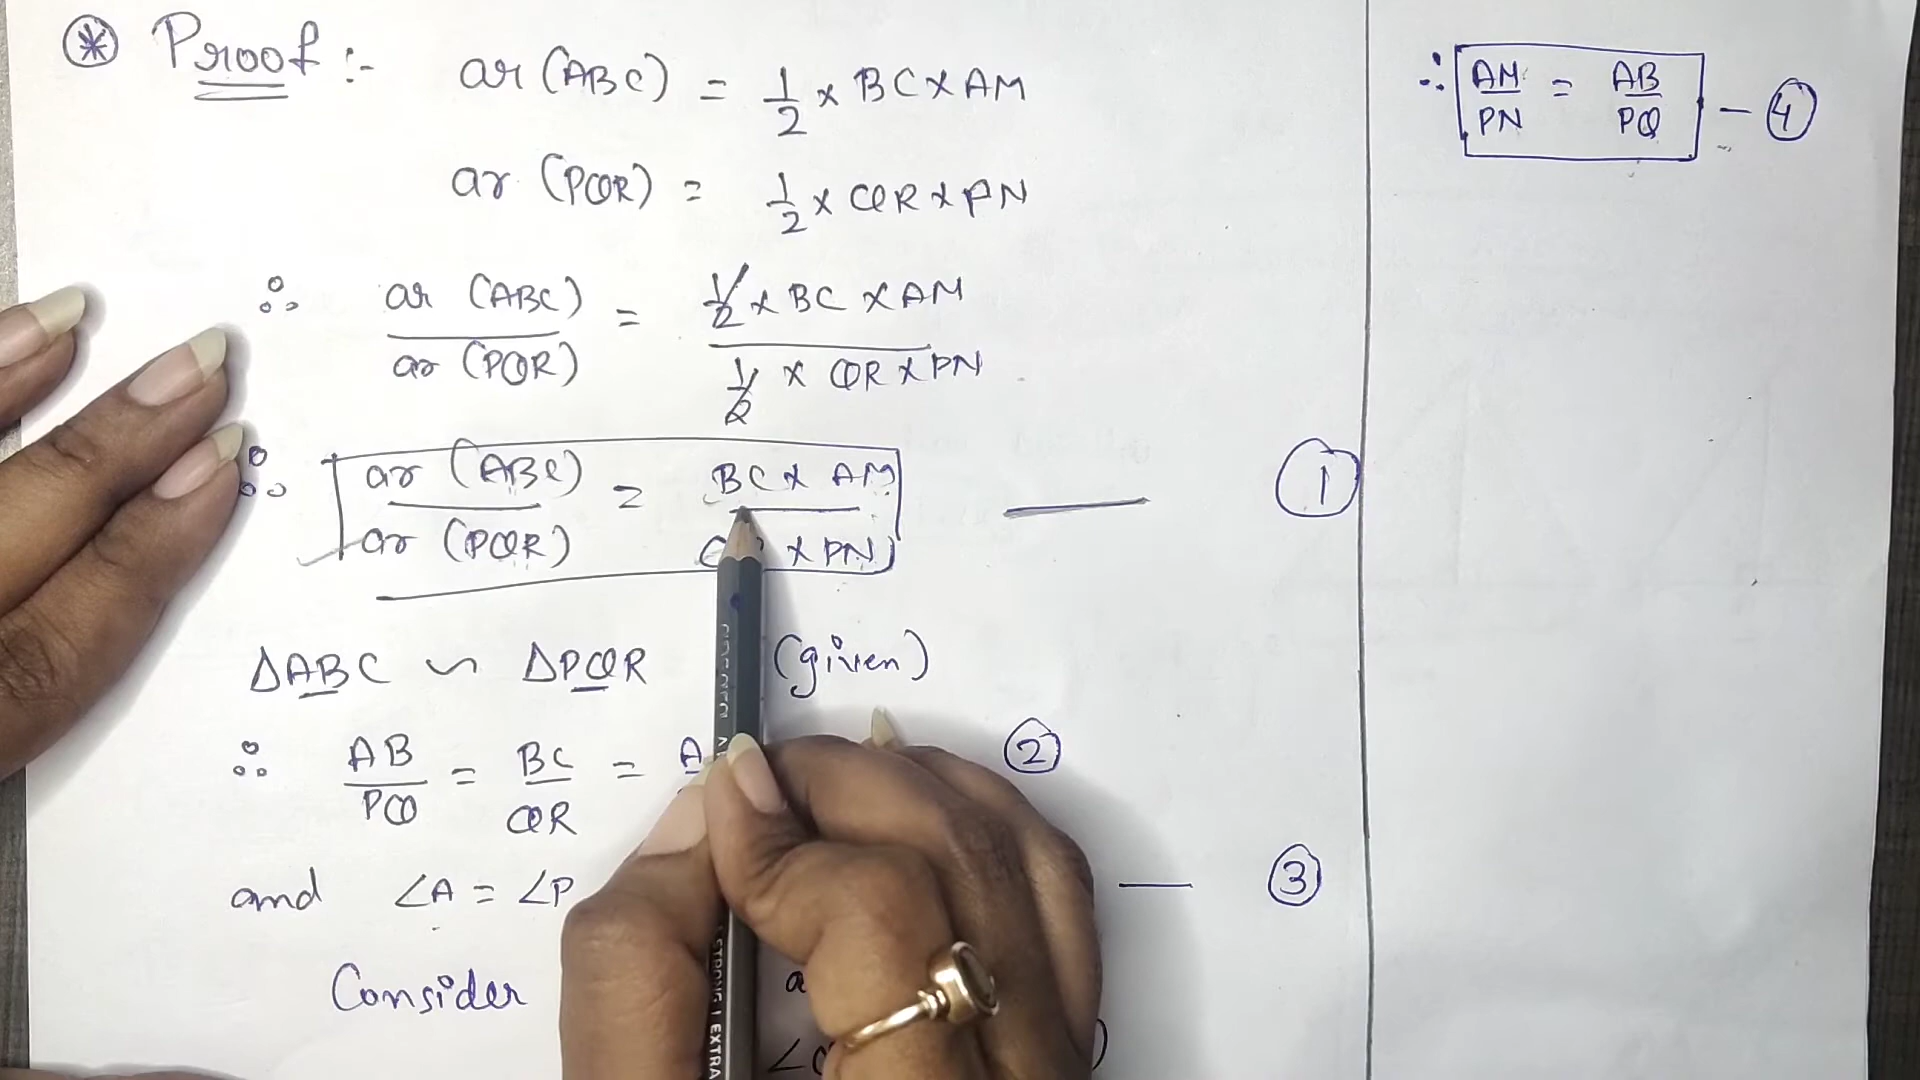 * Proof :-
ar (ABC) = 1/2 × BC × AM
ar (PQR) = 1/2 × QR × PN
∴ ar (ABC) / ar (PQR) = 1/2 × BC × AM / 1/2 × QR × PN
∴ ar (ABC) / ar (PQR) = BC × AM / × PN — 1
ΔABC ∽ ΔPQR (given)
∴ AB/PQ = BC/QR = A 2
and ∠A = ∠P — 3
Consider
∴ AM/PN = AB/PQ — 4
EXTRA